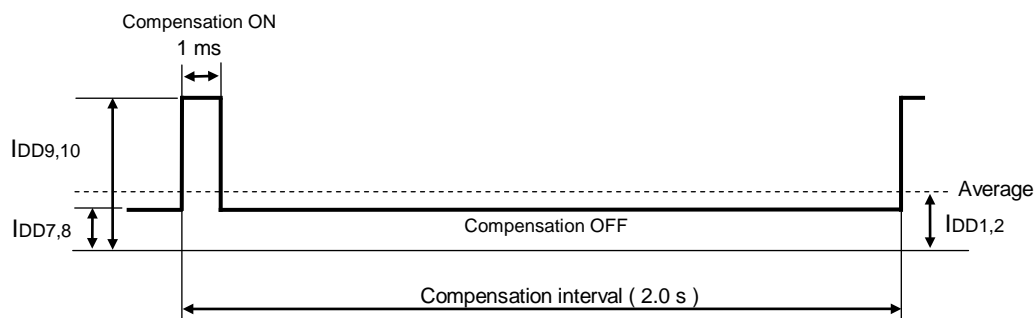 Compensation ON
1 ms
IDD9,10
Average
IDD7,8
Compensation OFF
IDD1,2
Compensation interval ( 2.0 s )